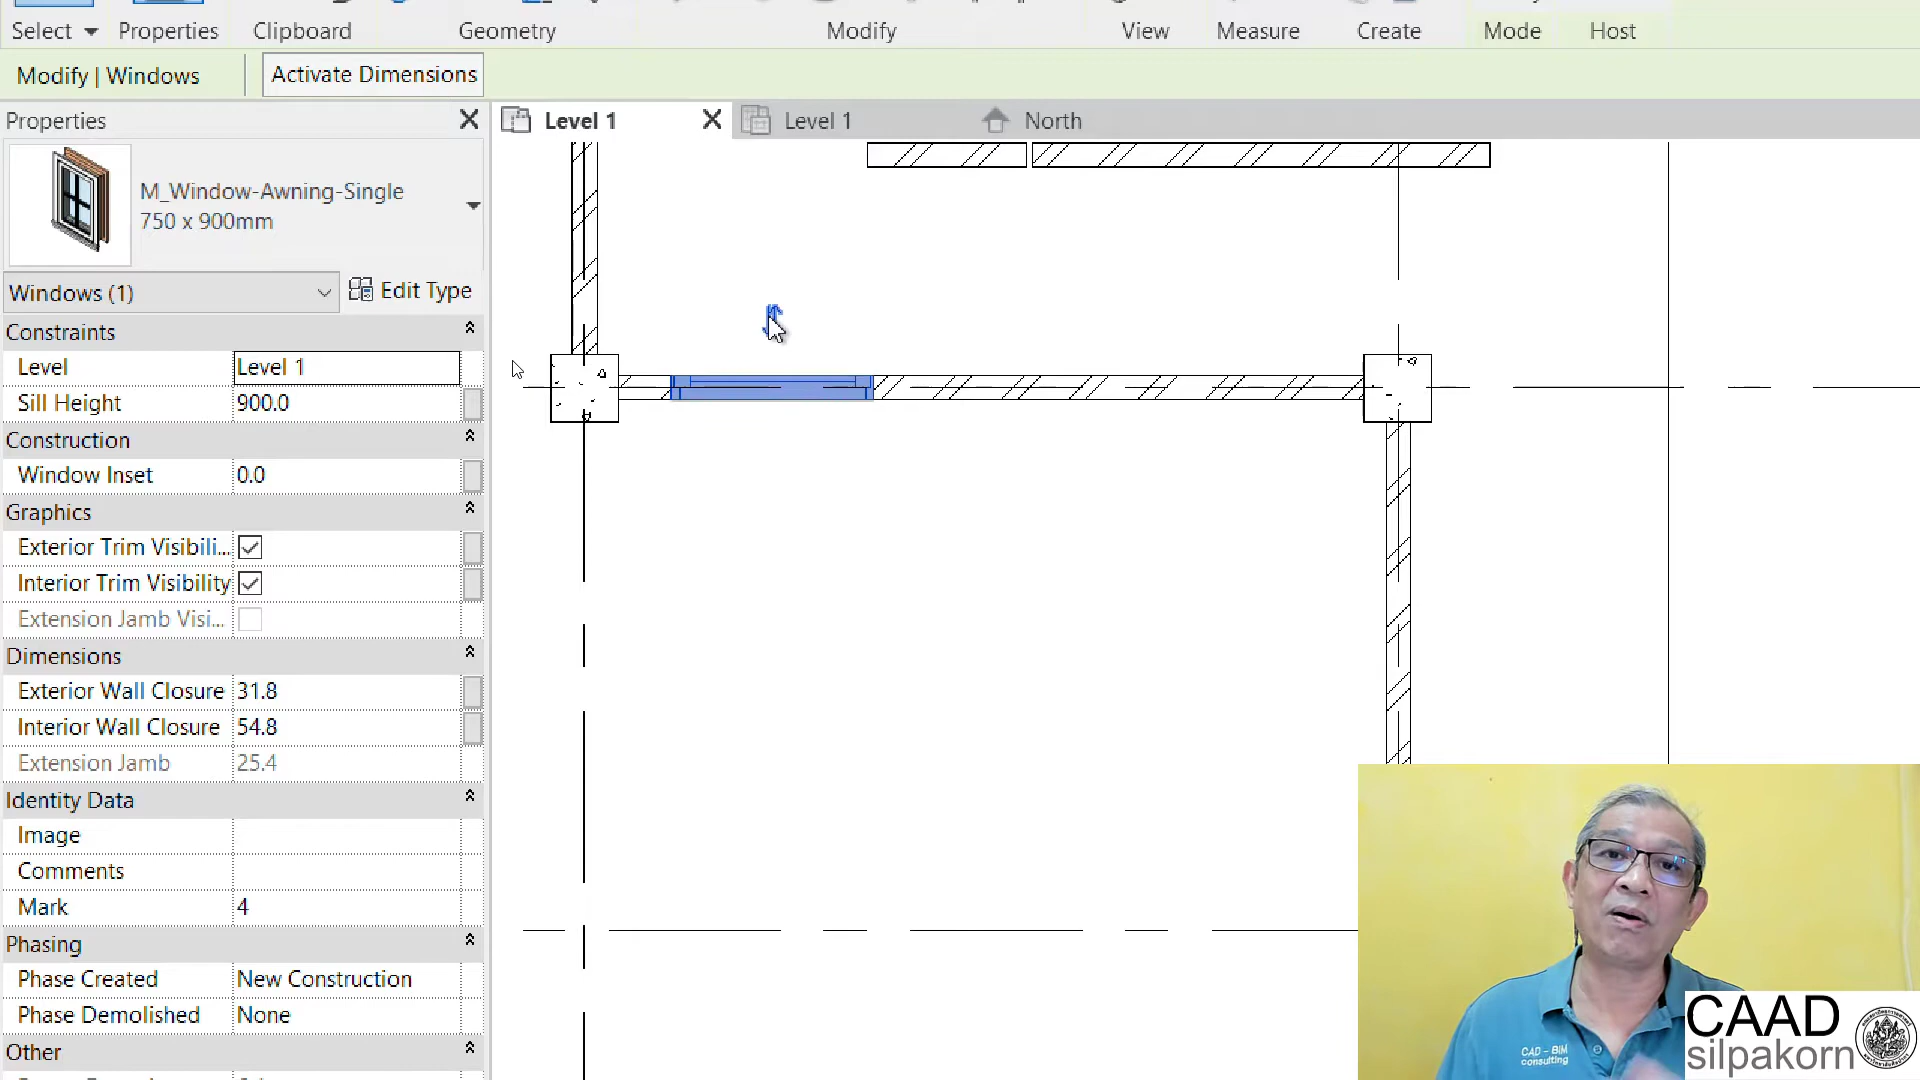 Select
Properties
Clipboard
Geometry
Modify
View
Measure
Create
Mode
Host
Modify | Windows
Activate Dimensions
Properties
Level 1
Level 1
North
M_Window-Awning-Single
750 x 900mm
Windows (1)
Edit Type
Constraints
Level Level 1
Sill Height 900.0
Construction
Window Inset 0.0
Graphics
Exterior Trim Visibili...
Interior Trim Visibility
Extension Jamb Visi...
Dimensions
Exterior Wall Closure 31.8
Interior Wall Closure 54.8
Extension Jamb 25.4
Identity Data
Image
Comments
Mark 4
Phasing
Phase Created New Construction
Phase Demolished None
Other
CAD - BIM
consulting
CAAD
silpakorn